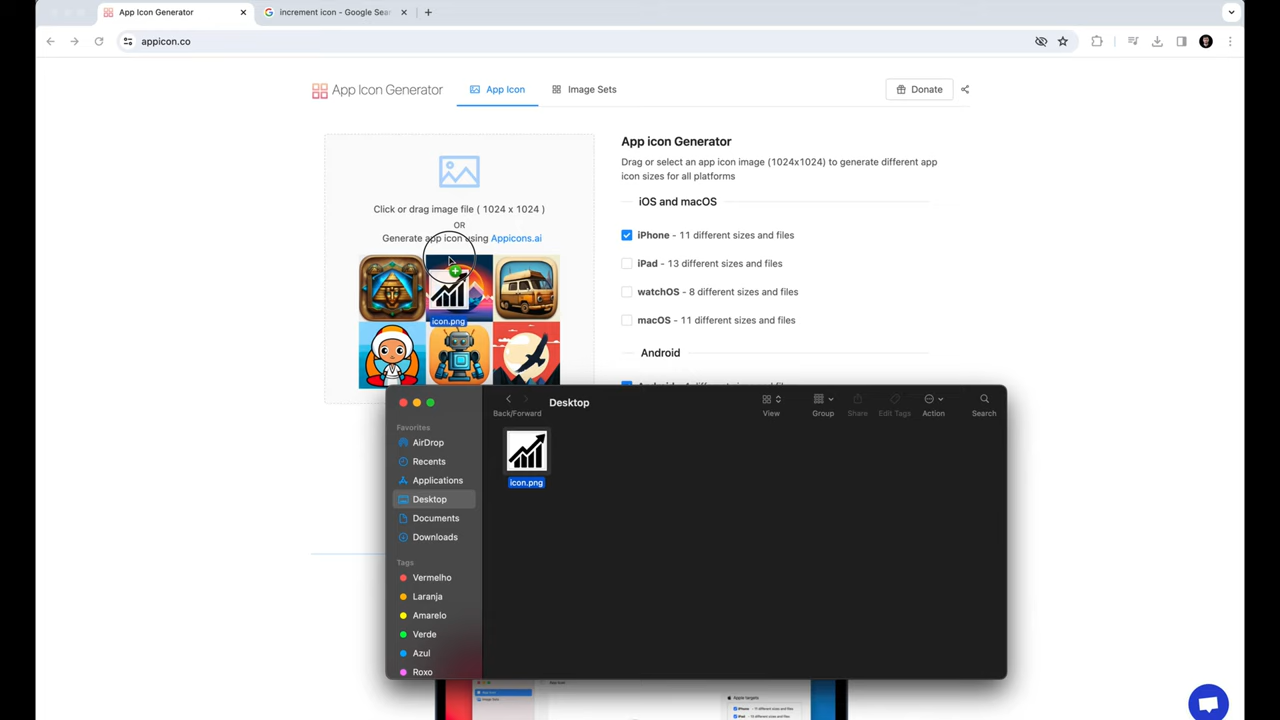 App Icon Generator
increment icon - Google Sear
appicon.co
App Icon Generator
App Icon
Image Sets
Donate
Click or drag image file ( 1024 x 1024 )
OR
Generate app icon using Appicons.ai
icon.png
App icon Generator
Drag or select an app icon image (1024x1024) to generate different app
icon sizes for all platforms
iOS and macOS
iPhone - 11 different sizes and files
iPad - 13 different sizes and files
watchOS - 8 different sizes and files
macOS - 11 different sizes and files
Android
Back/Forward
Desktop
View
Group
Share
Edit Tags
Action
Search
Favorites
AirDrop
Recents
Applications
Desktop
Documents
Downloads
Tags
Vermelho
Laranja
Amarelo
Verde
Azul
Roxo
icon.png